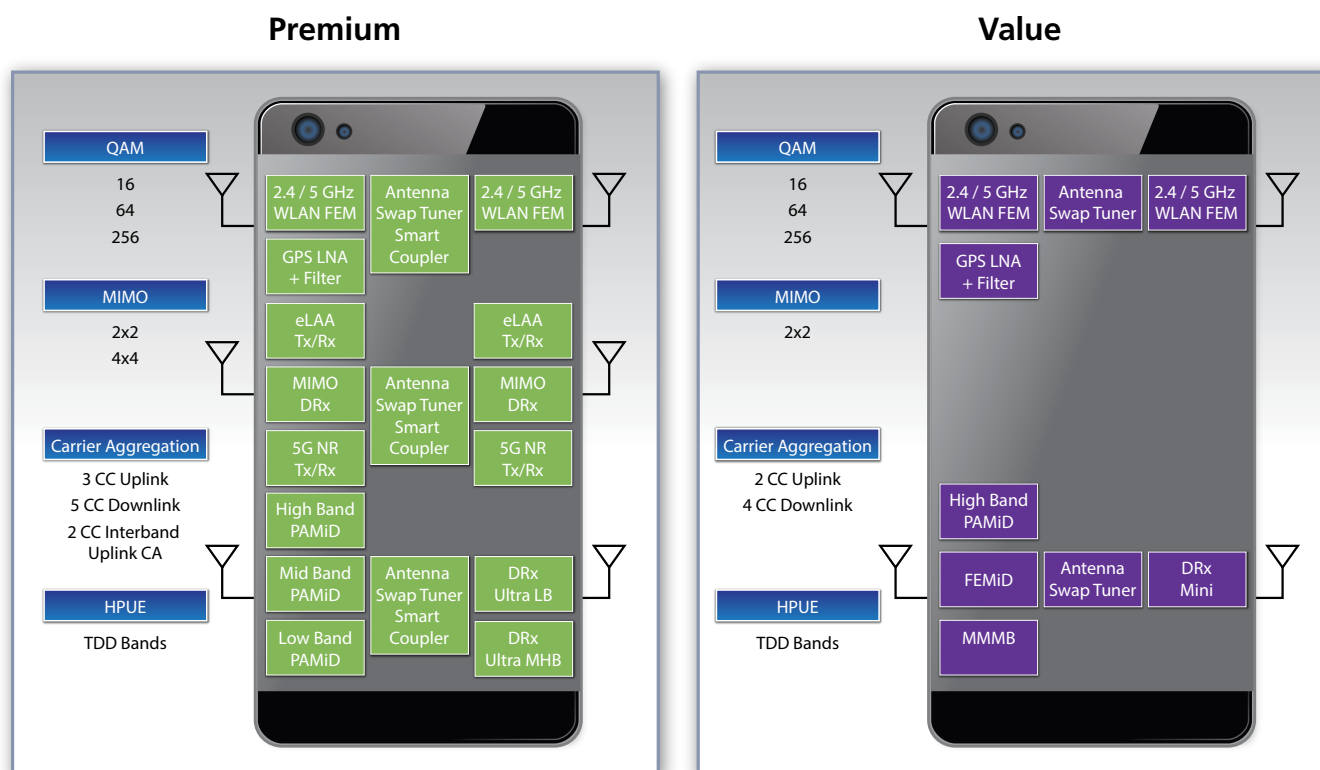 Premium
QAM
16
64
256
MIMO
2x2
4x4
Carrier Aggregation
3 CC Uplink
5 CC Downlink
2 CC Interband
Uplink CA
HPUE
TDD Bands
2.4 / 5 GHz
WLAN FEM
Antenna
Swap Tuner
Smart
Coupler
2.4 / 5 GHz
WLAN FEM
GPS LNA
+ Filter
eLAA
Tx/Rx
eLAA
Tx/Rx
MIMO
DRx
Antenna
Swap Tuner
Smart
Coupler
MIMO
DRx
5G NR
Tx/Rx
5G NR
Tx/Rx
High Band
PAMiD
Mid Band
PAMiD
Antenna
Swap Tuner
Smart
Coupler
DRx
Ultra LB
Low Band
PAMiD
DRx
Ultra MHB
Value
QAM
16
64
256
MIMO
2x2
Carrier Aggregation
2 CC Uplink
4 CC Downlink
HPUE
TDD Bands
2.4 / 5 GHz
WLAN FEM
Antenna
Swap Tuner
2.4 / 5 GHz
WLAN FEM
GPS LNA
+ Filter
High Band
PAMiD
FEMiD
Antenna
Swap Tuner
DRx
Mini
MMMB